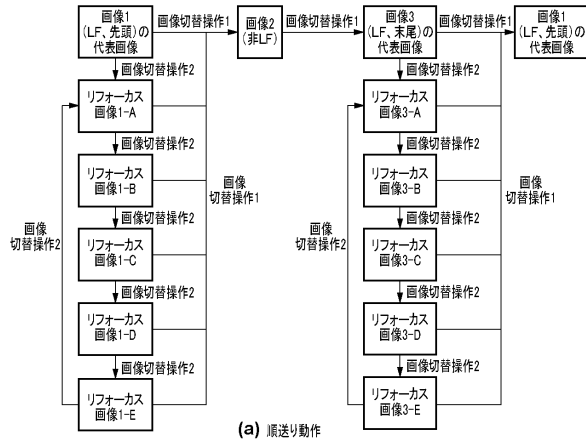 画像1
(LF、先頭)の
代表画像
画像切替操作1
画像2
(非LF)
画像切替操作1
画像3
(LF、末尾)の
代表画像
画像切替操作1
画像1
(LF、先頭)の
代表画像
画像切替操作2
リフォーカス
画像1-A
画像切替操作2
リフォーカス
画像1-B
画像切替操作2
リフォーカス
画像1-C
画像切替操作2
リフォーカス
画像1-D
画像切替操作2
リフォーカス
画像1-E
画像
切替操作2
画像
切替操作1
画像切替操作2
リフォーカス
画像3-A
画像切替操作2
リフォーカス
画像3-B
画像切替操作2
リフォーカス
画像3-C
画像切替操作2
リフォーカス
画像3-D
画像切替操作2
リフォーカス
画像3-E
画像
切替操作2
画像
切替操作1
(a) 順送り動作